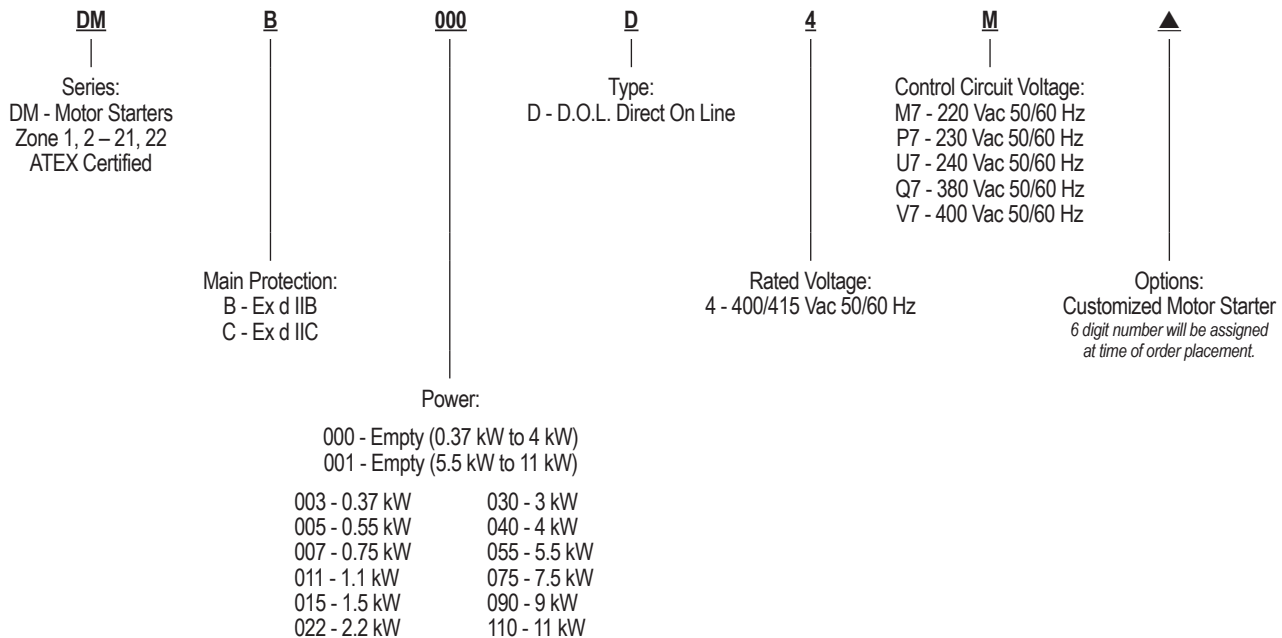 DM B 000 D 4 M ▲
Series:
DM - Motor Starters
Zone 1, 2 – 21, 22
ATEX Certified
Type:
D - D.O.L. Direct On Line
Control Circuit Voltage:
M7 - 220 Vac 50/60 Hz
P7 - 230 Vac 50/60 Hz
U7 - 240 Vac 50/60 Hz
Q7 - 380 Vac 50/60 Hz
V7 - 400 Vac 50/60 Hz
Main Protection:
B - Ex d IIB
C - Ex d IIC
Rated Voltage:
4 - 400/415 Vac 50/60 Hz
Options:
Customized Motor Starter
6 digit number will be assigned
at time of order placement.
Power:
000 - Empty (0.37 kW to 4 kW)
001 - Empty (5.5 kW to 11 kW)
003 - 0.37 kW 030 - 3 kW
005 - 0.55 kW 040 - 4 kW
007 - 0.75 kW 055 - 5.5 kW
011 - 1.1 kW 075 - 7.5 kW
015 - 1.5 kW 090 - 9 kW
022 - 2.2 kW 110 - 11 kW